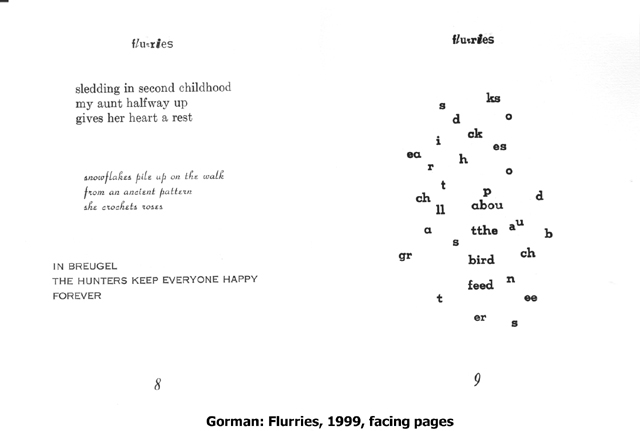 flurries
sledding in second childhood
my aunt halfway up
gives her heart a rest
snowflakes pile up on the walk
from an ancient pattern
she crochets roses
IN BREUGEL
THE HUNTERS KEEP EVERYONE HAPPY
FOREVER
8
flurries
s ks
d o
i ck es
ea r h o
t p
ch ll abou d
a s tthe au b
gr bird ch
feed n
t ee
er s
9
Gorman: Flurries, 1999, facing pages